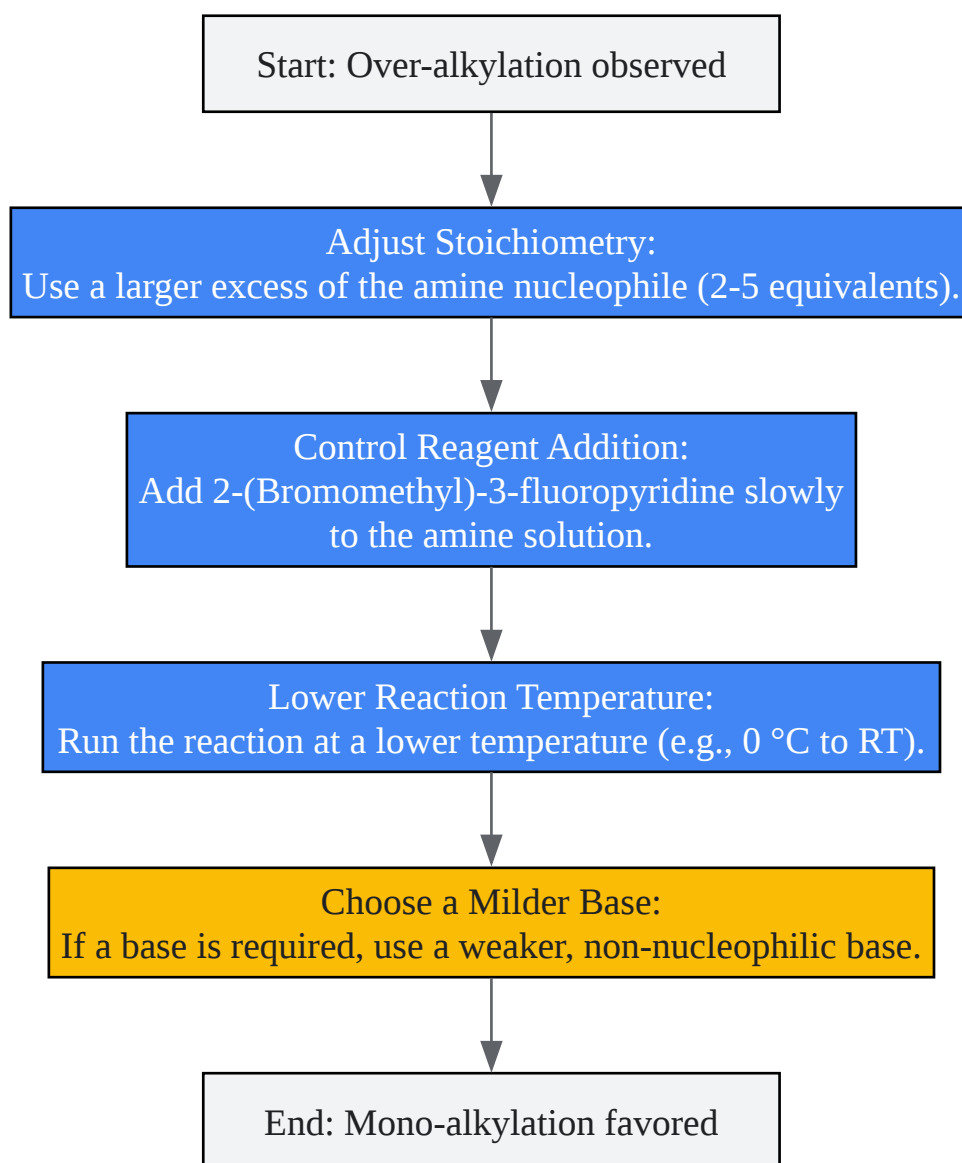 Start: Over-alkylation observed
Adjust Stoichiometry:
Use a larger excess of the amine nucleophile (2-5 equivalents).
Control Reagent Addition:
Add 2-(Bromomethyl)-3-fluoropyridine slowly
to the amine solution.
Lower Reaction Temperature:
Run the reaction at a lower temperature (e.g., 0 °C to RT).
Choose a Milder Base:
If a base is required, use a weaker, non-nucleophilic base.
End: Mono-alkylation favored